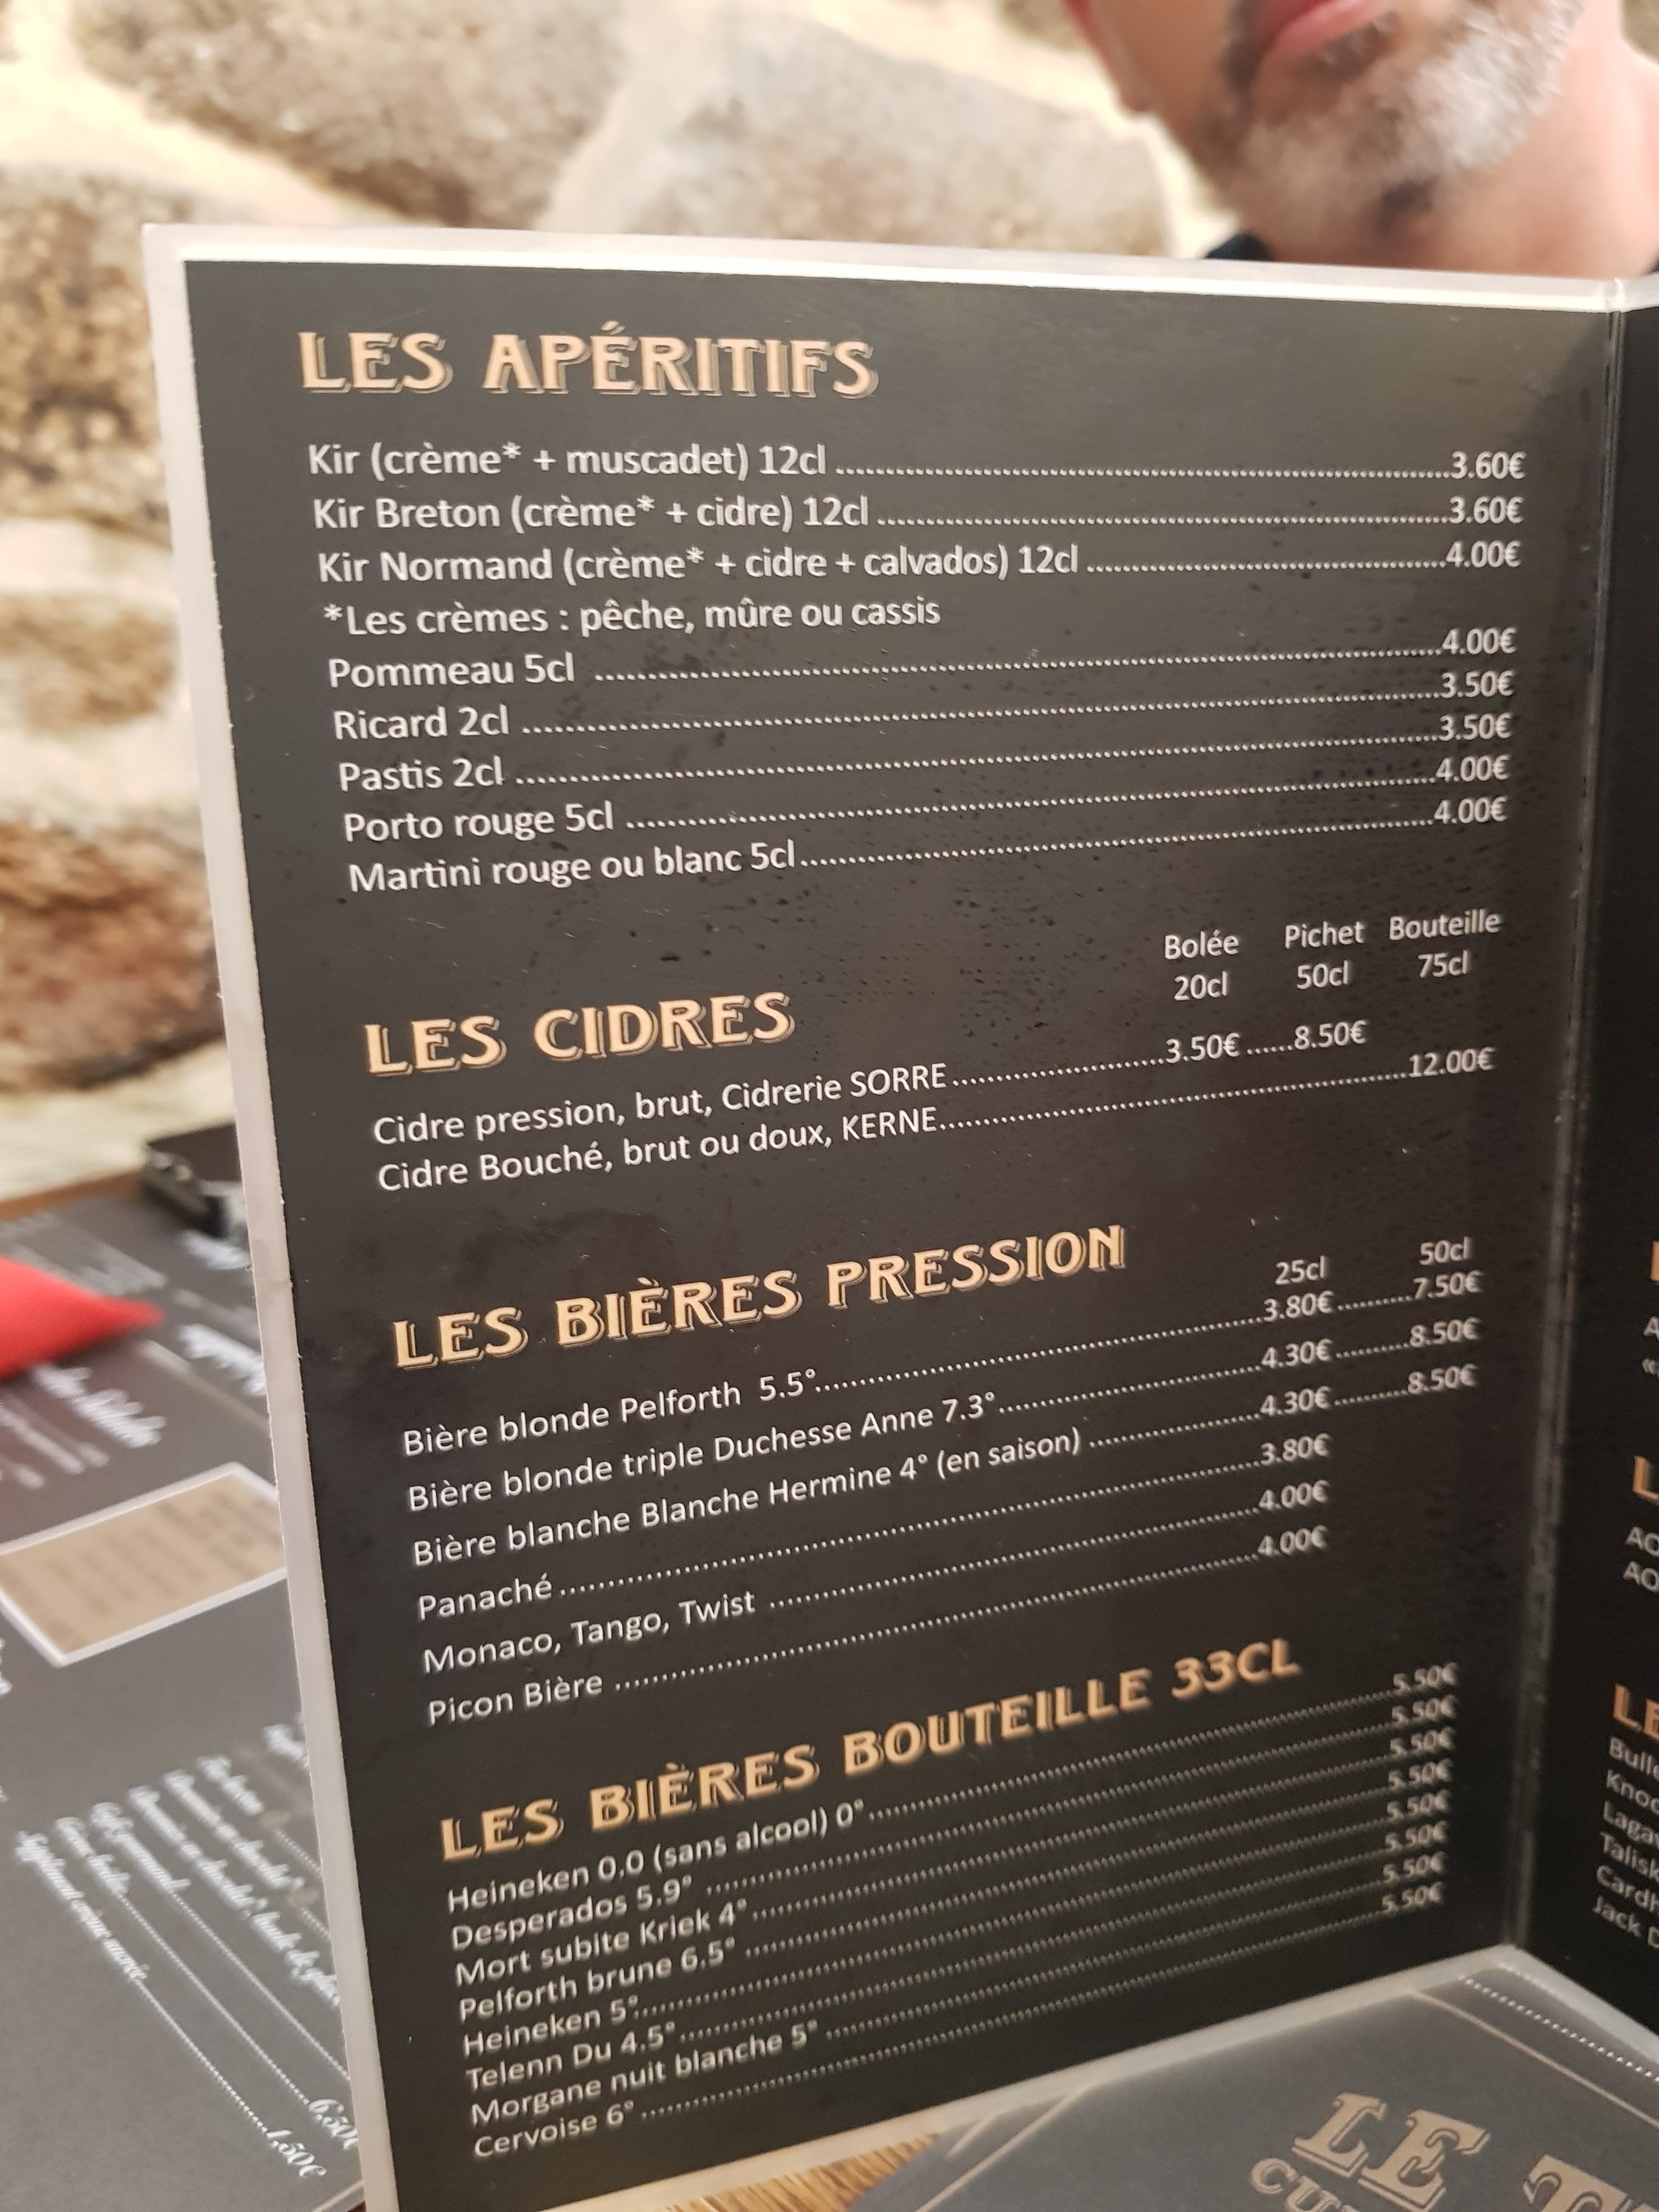 LES APÉRITIFS
Kir (crème* + muscadet) 12cl ........ 3.60€
Kir Breton (crème* + cidre) 12cl ........ 3.60€
Kir Normand (crème* + cidre + calvados) 12cl ........ 4.00€
*Les crèmes : pêche, mûre ou cassis
Pommeau 5cl ........ 4.00€
Ricard 2cl ........ 3.50€
Pastis 2cl ........ 3.50€
Porto rouge 5cl ........ 4.00€
Martini rouge ou blanc 5cl ........ 4.00€
Bolée Pichet Bouteille
20cl 50cl 75cl
LES CIDRES
Cidre pression, brut, Cidrerie SORRE ........ 3.50€ ...... 8.50€
Cidre Bouché, brut ou doux, KERNE ........ 12.00€
LES BIÈRES PRESSION
25cl 50cl
Bière blonde Pelforth 5.5° ........ 3.80€ ........ 7.50€
Bière blonde triple Duchesse Anne 7.3° ........ 4.30€ ........ 8.50€
Bière blanche Blanche Hermine 4° (en saison) ........ 4.30€ ........ 8.50€
Panaché ........ 3.80€
Monaco, Tango, Twist ........ 4.00€
Picon Bière ........ 4.00€
LES BIÈRES BOUTEILLE 33CL
Heineken 0.0 (sans alcool) 0° ........ 5.50€
Desperados 5.9° ........ 5.50€
Mort subite Kriek 4° ........ 5.50€
Pelforth brune 6.5° ........ 5.50€
Heineken 5° ........ 5.50€
Telenn Du 4.5° ........ 5.50€
Morgane nuit blanche 5° ........ 5.50€
Cervoise 6° ........ 5.50€
6,50€
1,50€
LE